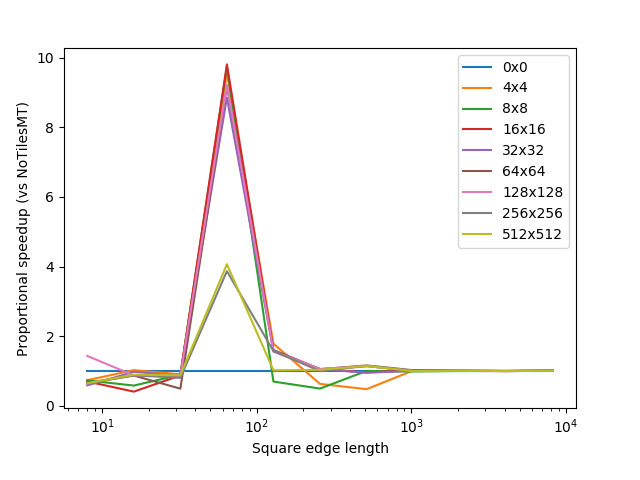 10
8
6
4
2
0
Proportional speedup (vs NoTilesMT)
0x0
4x4
8x8
16x16
32x32
64x64
128x128
256x256
512x512
10¹ 10² 10³ 10⁴
Square edge length